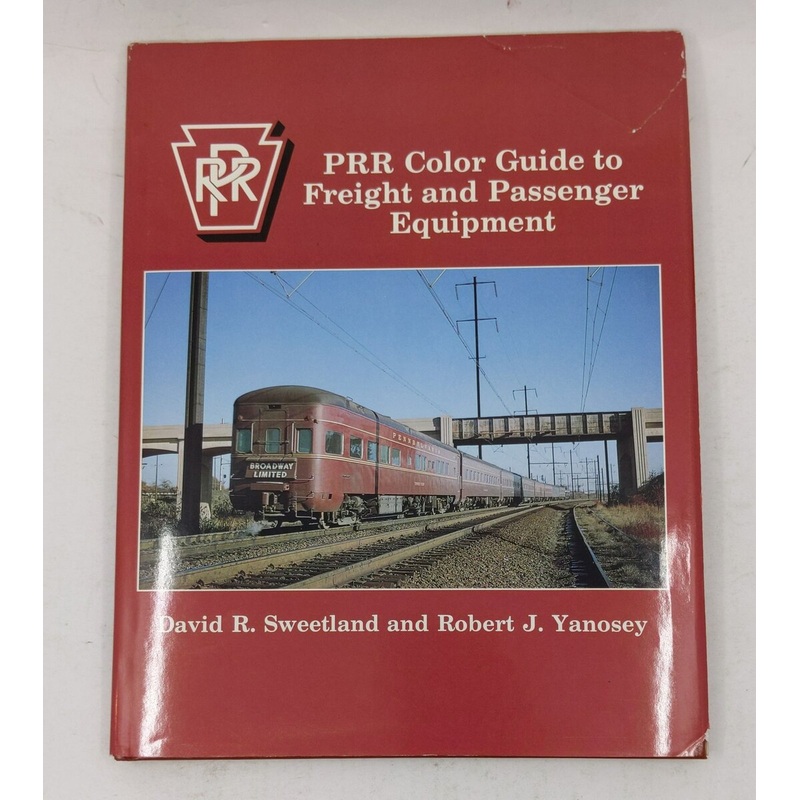 PRR
PRR Color Guide to
Freight and Passenger
Equipment
PENNSYLVANIA
BROADWAY
LIMITED
David R. Sweetland and Robert J. Yanosey